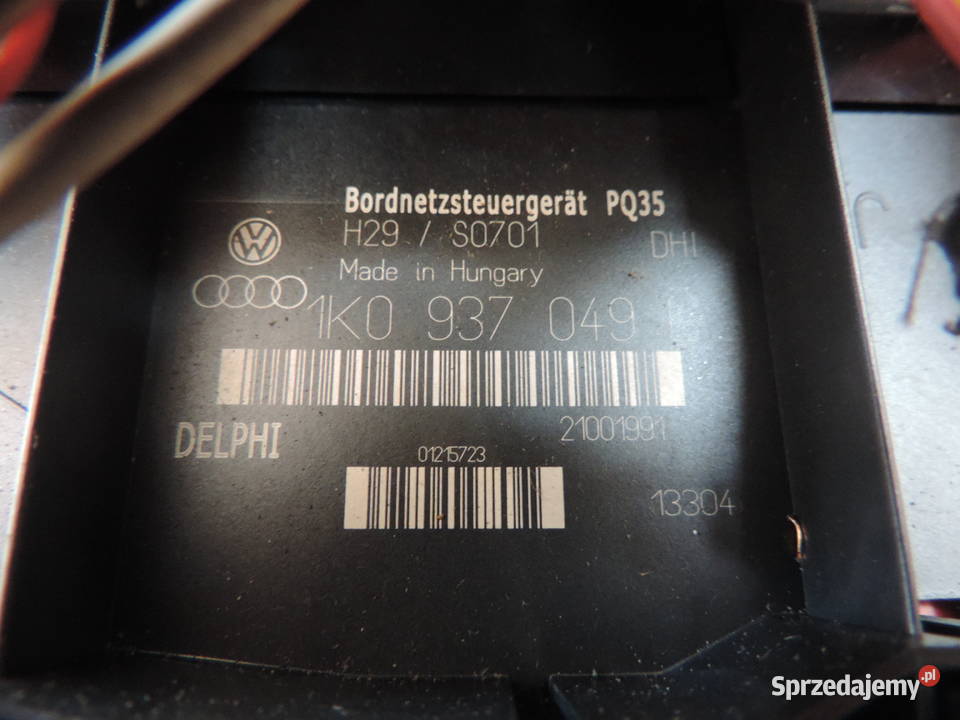 Bordnetzsteuergerät PQ35
H29 / S0701
DHI
Made in Hungary
1K0 937 049
DELPHI
21001991
01215723
13304
Sprzedajemy.pl